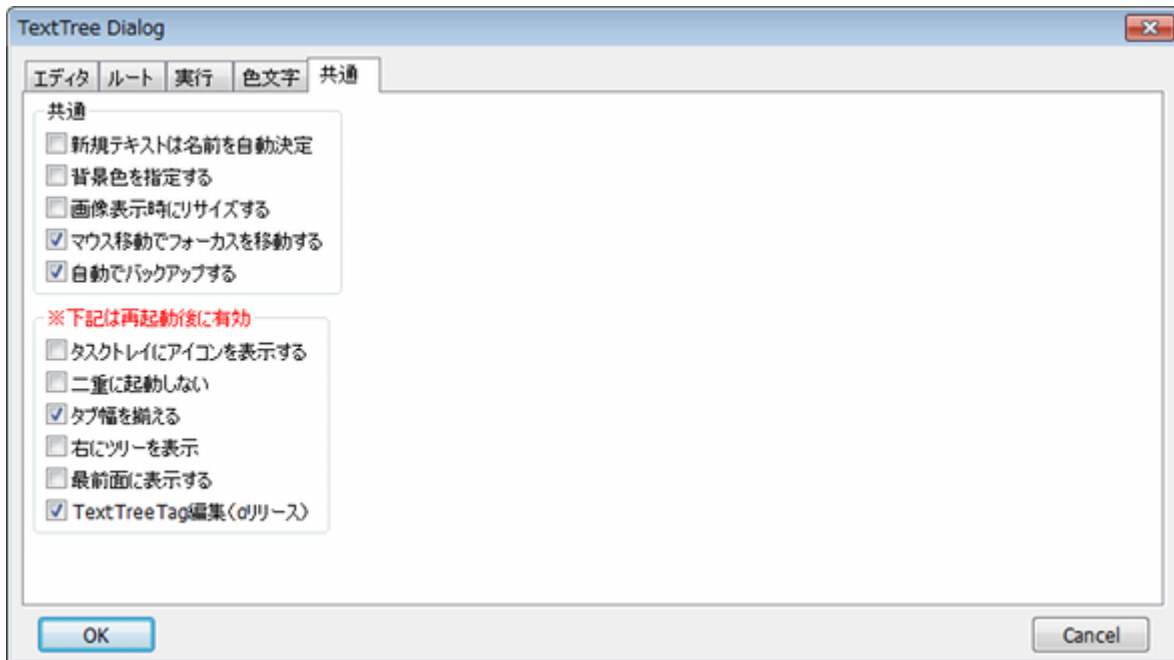 TextTree Dialog
エディタ ルート 実行 色文字 共通
共通
新規テキストは名前を自動決定
背景色を指定する
画像表示時にリサイズする
マウス移動でフォーカスを移動する
自動でバックアップする
※下記は再起動後に有効
タスクトレイにアイコンを表示する
二重に起動しない
タブ幅を揃える
右にツリーを表示
最前面に表示する
TextTreeTag編集(αリリース)
OK Cancel